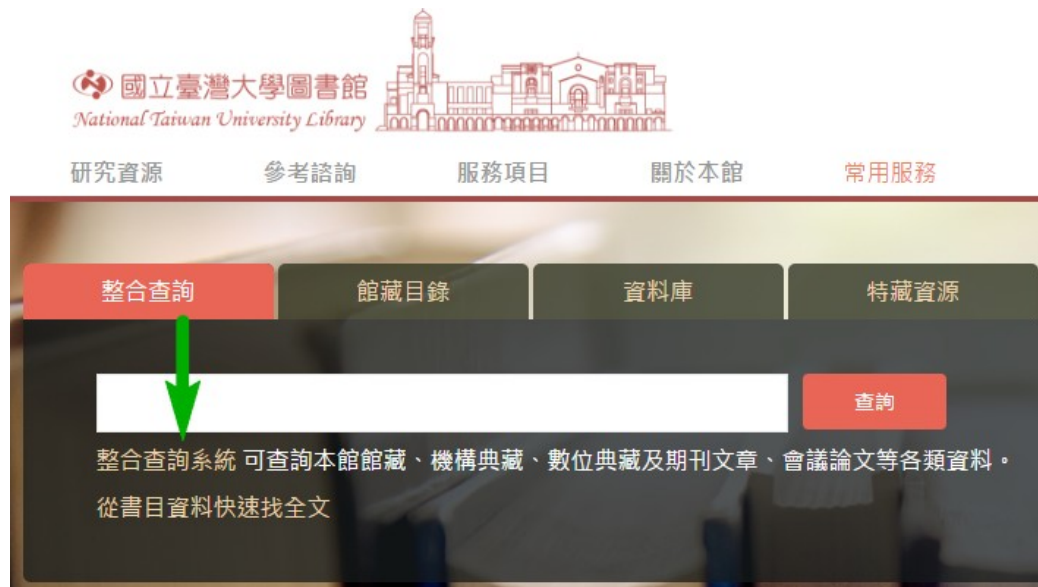 國立臺灣大學圖書館
National Taiwan University Library
研究資源 參考諮詢 服務項目 關於本館 常用服務
整合查詢 館藏目錄 資料庫 特藏資源
查詢
整合查詢系統 可查詢本館館藏、機構典藏、數位典藏及期刊文章、會議論文等各類資料。
從書目資料快速找全文